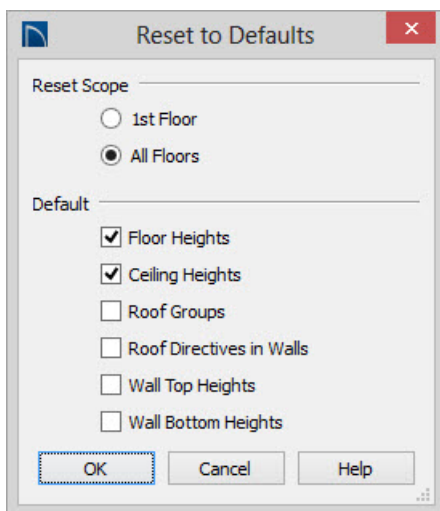 Reset to Defaults
Reset Scope
1st Floor
All Floors
Default
Floor Heights
Ceiling Heights
Roof Groups
Roof Directives in Walls
Wall Top Heights
Wall Bottom Heights
OK Cancel Help